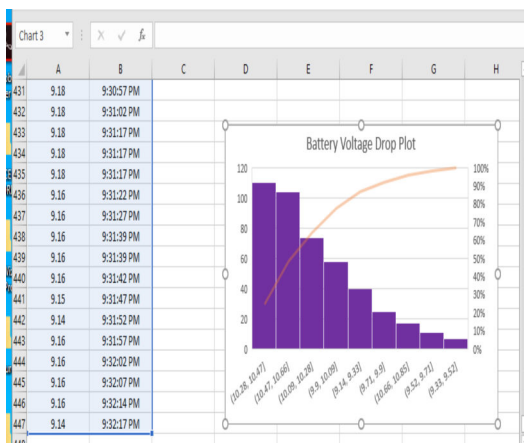 Chart 3 fx
A B C D E F G H
431 9.18 9:30:57 PM
432 9.18 9:31:02 PM
433 9.18 9:31:17 PM
434 9.18 9:31:17 PM
435 9.18 9:31:17 PM
436 9.16 9:31:22 PM
437 9.16 9:31:27 PM
438 9.16 9:31:39 PM
439 9.16 9:31:39 PM
440 9.16 9:31:42 PM
441 9.15 9:31:47 PM
442 9.14 9:31:52 PM
443 9.16 9:31:57 PM
444 9.16 9:32:02 PM
445 9.16 9:32:07 PM
446 9.16 9:32:14 PM
447 9.14 9:32:17 PM
Battery Voltage Drop Plot
120 100%
90%
100 80%
80 70%
60%
60 50%
40 40%
30%
20 20%
10%
0 0%
(10.28, 10.47] (10.47, 10.66] (10.09, 10.28] (9.9, 10.09] [9.14, 9.33] (9.71, 9.9] (10.66, 10.85] (9.52, 9.71] (9.33, 9.52]